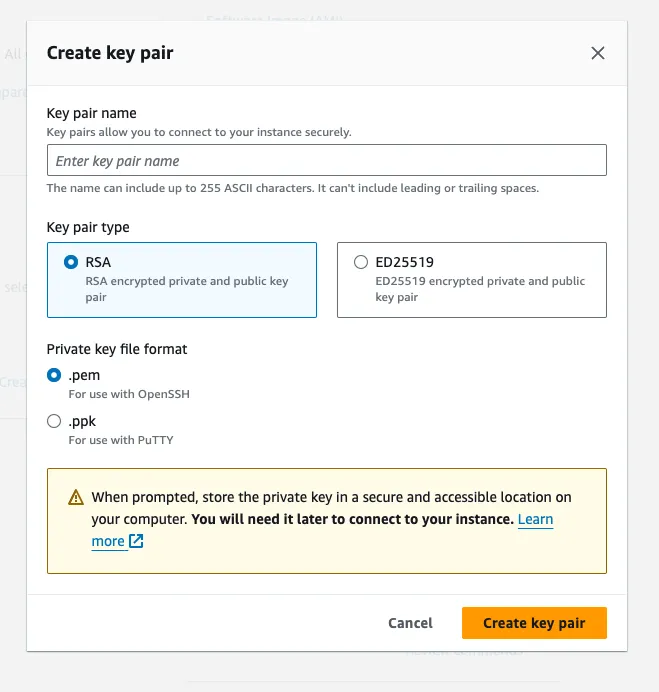 Create key pair
Key pair name
Key pairs allow you to connect to your instance securely.
Enter key pair name
The name can include up to 255 ASCII characters. It can't include leading or trailing spaces.
Key pair type
RSA
RSA encrypted private and public key
pair
ED25519
ED25519 encrypted private and public
key pair
Private key file format
.pem
For use with OpenSSH
.ppk
For use with PuTTY
When prompted, store the private key in a secure and accessible location on
your computer. You will need it later to connect to your instance. Learn
more
Cancel
Create key pair